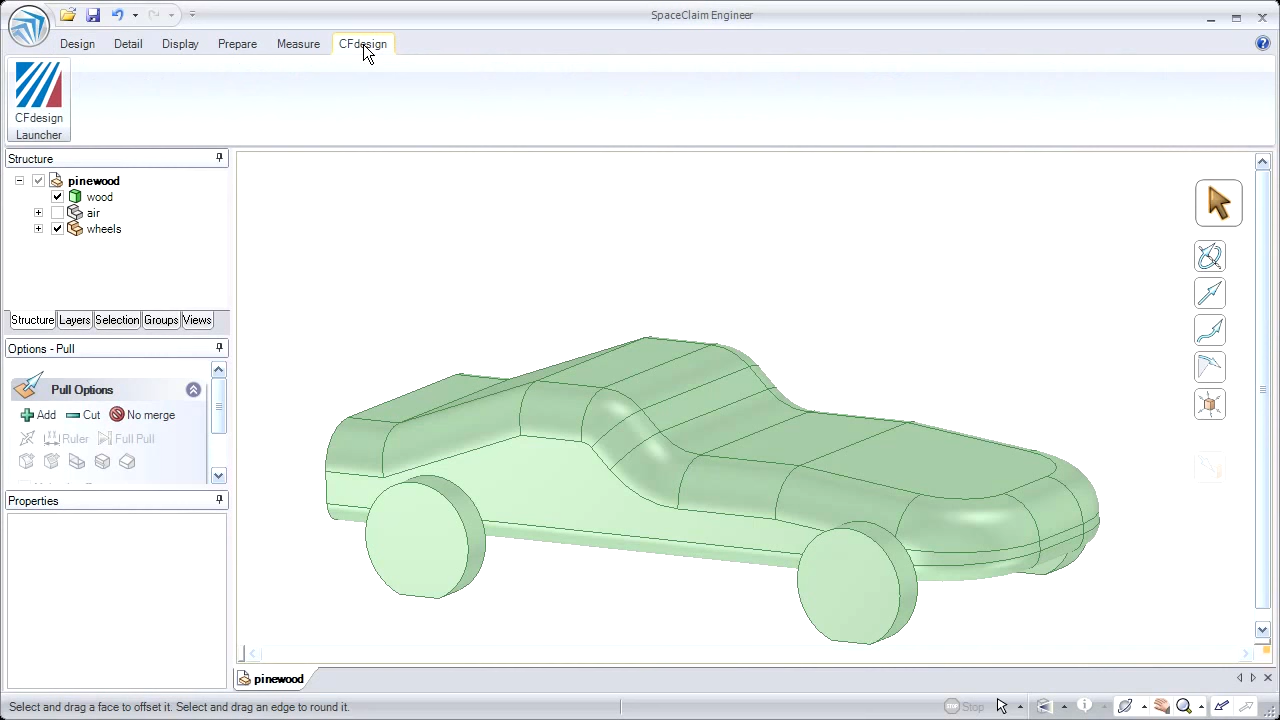 SpaceClaim Engineer
Design Detail Display Prepare Measure CFdesign
CFdesign
Launcher
Structure
pinewood
wood
air
wheels
Structure Layers Selection Groups Views
Options - Pull
Pull Options
Add Cut No merge
Ruler Full Pull
Properties
pinewood
Select and drag a face to offset it. Select and drag an edge to round it.
STOP Stop